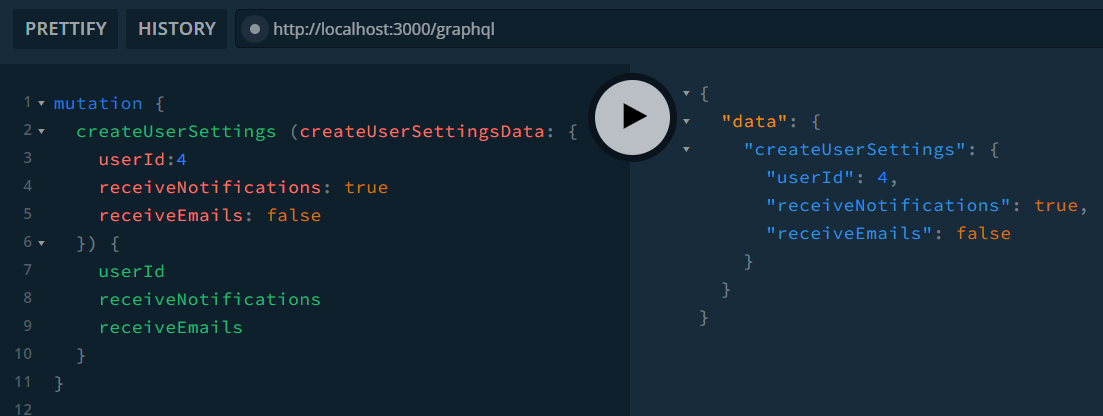 PRETTIFY HISTORY http://localhost:3000/graphql
1 mutation {
2 createUserSettings (createUserSettingsData: {
3 userId:4
4 receiveNotifications: true
5 receiveEmails: false
6 }) {
7 userId
8 receiveNotifications
9 receiveEmails
10 }
11 }
12
{
"data": {
"createUserSettings": {
"userId": 4,
"receiveNotifications": true,
"receiveEmails": false
}
}
}